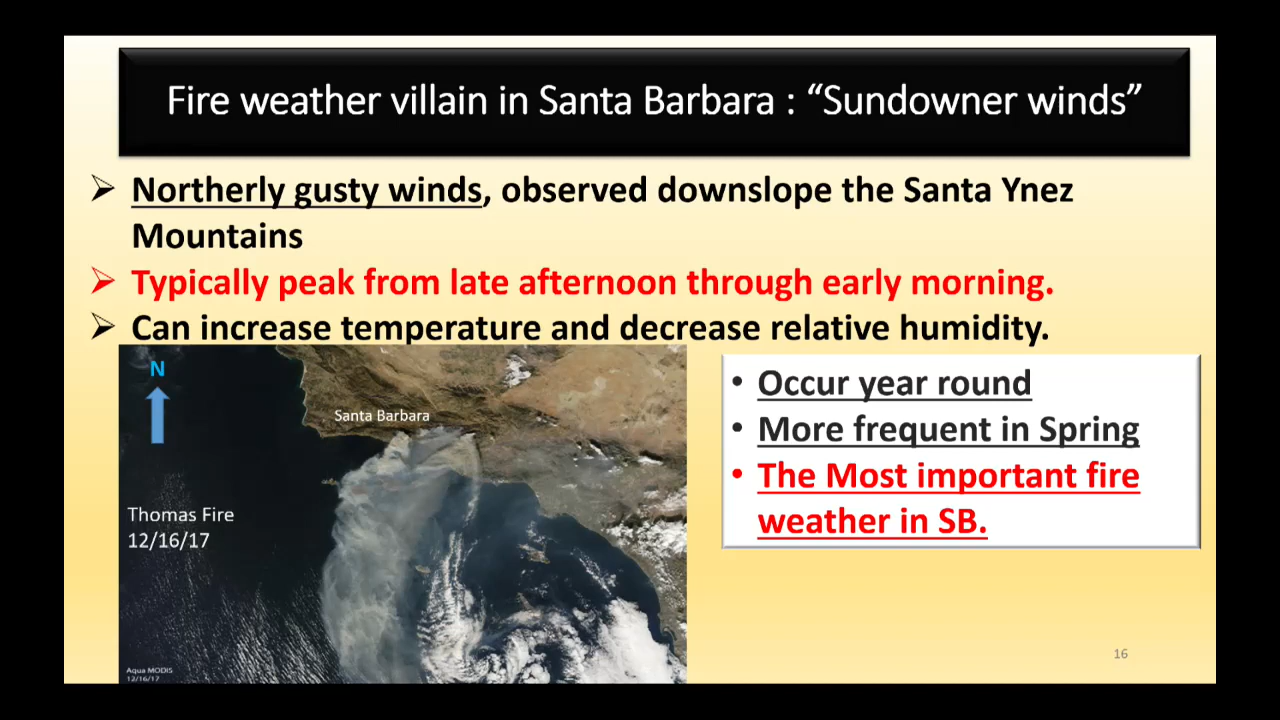 Fire weather villain in Santa Barbara : “Sundowner winds”
➢ Northerly gusty winds, observed downslope the Santa Ynez
Mountains
➢ Typically peak from late afternoon through early morning.
➢ Can increase temperature and decrease relative humidity.
N
Santa Barbara
Thomas Fire
12/16/17
Aqua MODIS
12/16/17
• Occur year round
• More frequent in Spring
• The Most important fire
weather in SB.
16